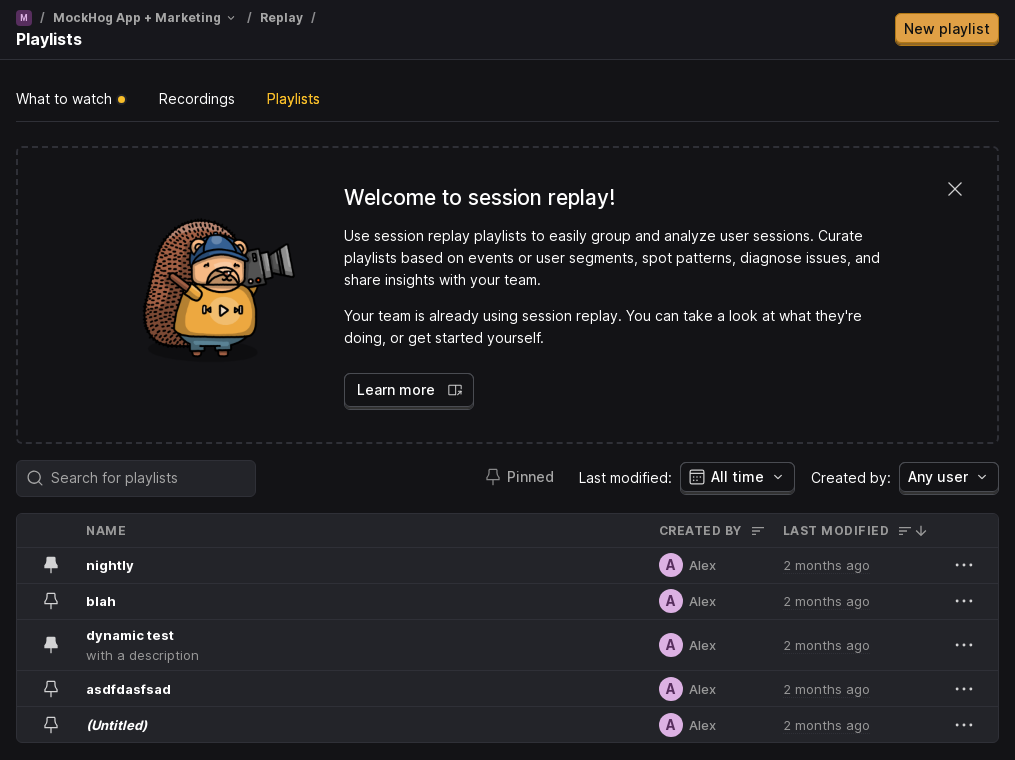 M / MockHog App + Marketing / Replay /
Playlists
New playlist
What to watch
Recordings
Playlists
Welcome to session replay!
Use session replay playlists to easily group and analyze user sessions. Curate
playlists based on events or user segments, spot patterns, diagnose issues, and
share insights with your team.
Your team is already using session replay. You can take a look at what they're
doing, or get started yourself.
Learn more
Search for playlists
Pinned
Last modified:
All time
Created by:
Any user
NAME
CREATED BY
LAST MODIFIED
nightly
A Alex
2 months ago
blah
A Alex
2 months ago
dynamic test
with a description
A Alex
2 months ago
asdfdasfsad
A Alex
2 months ago
(Untitled)
A Alex
2 months ago